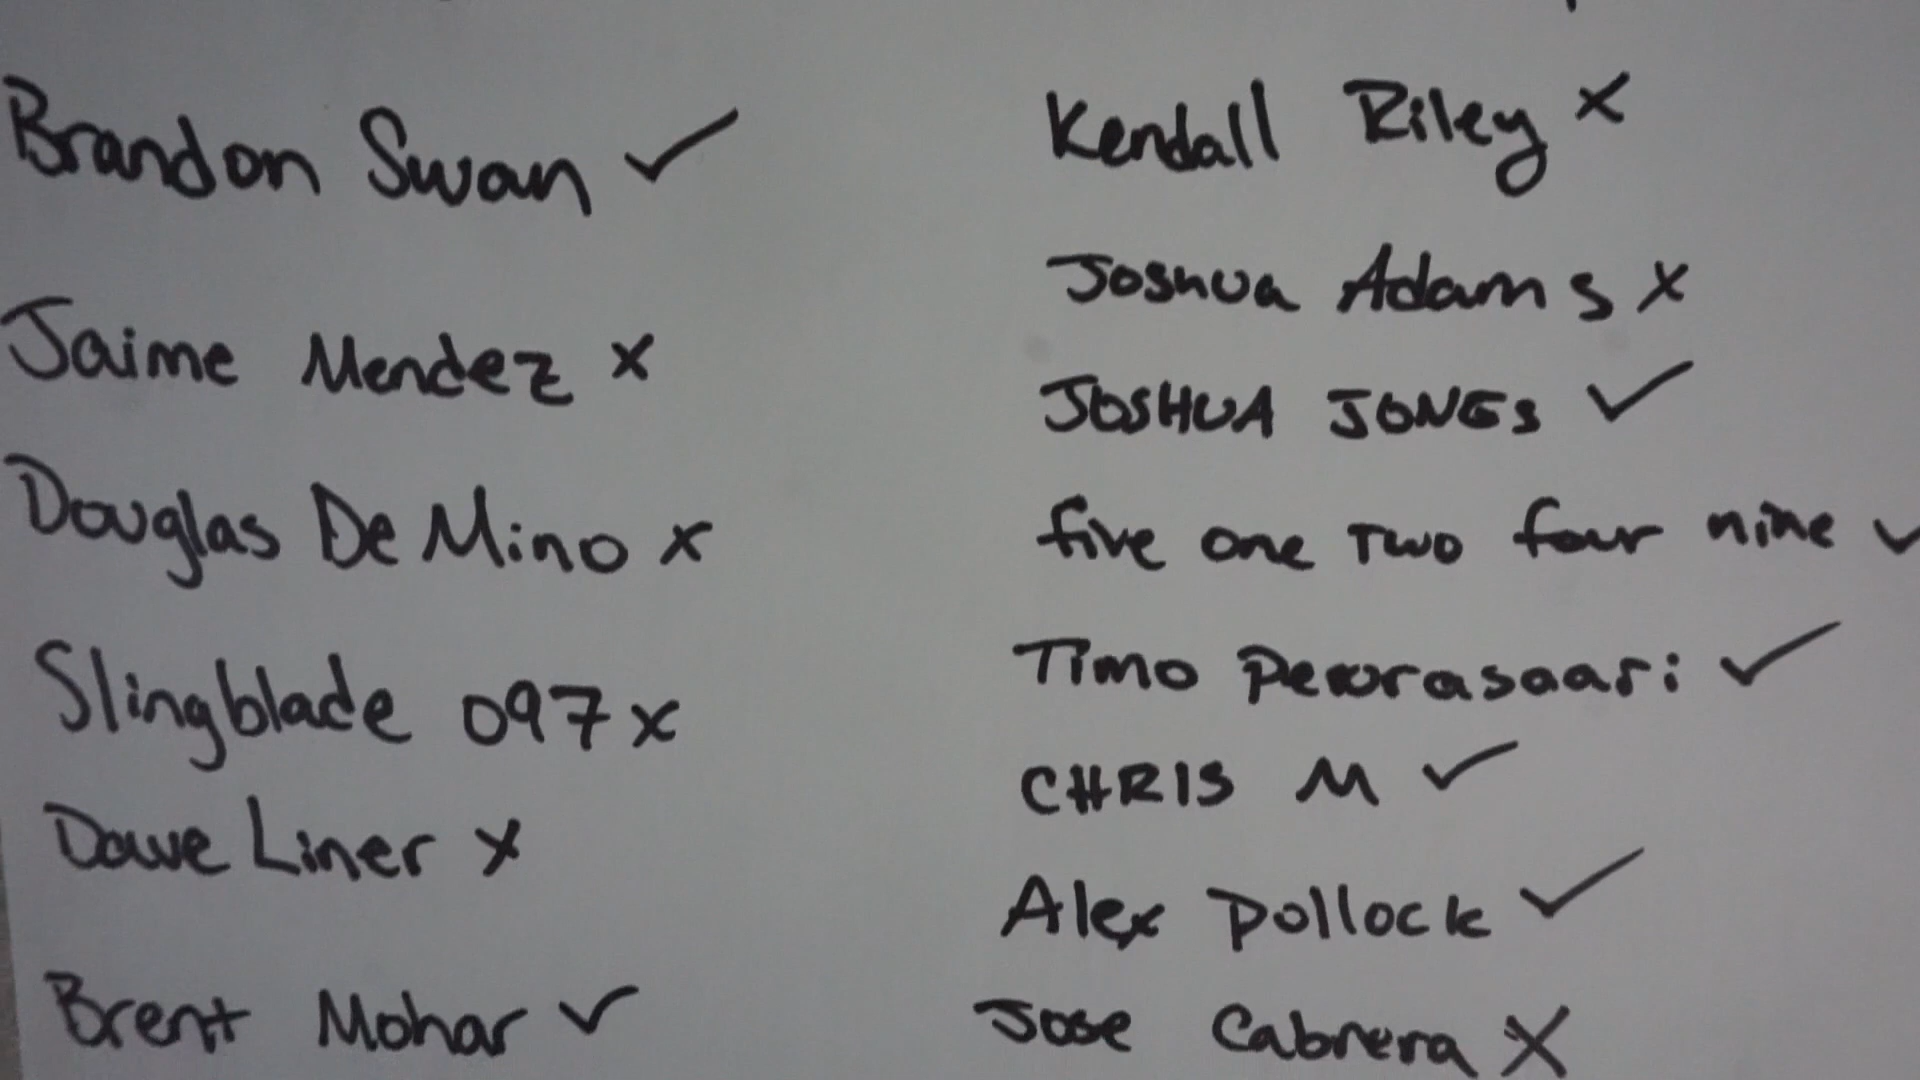 Brandon Swan ✓
Jaime Mendez x
Douglas De Mino x
Slingblade 097 x
Dave Liner x
Brent Mohar ✓
Kendall Riley x
Joshua Adams x
JOSHUA JONES ✓
five one Two four nine ✓
Timo ✓
CHRIS M ✓
Alex Pollock ✓
Jose Cabrera X